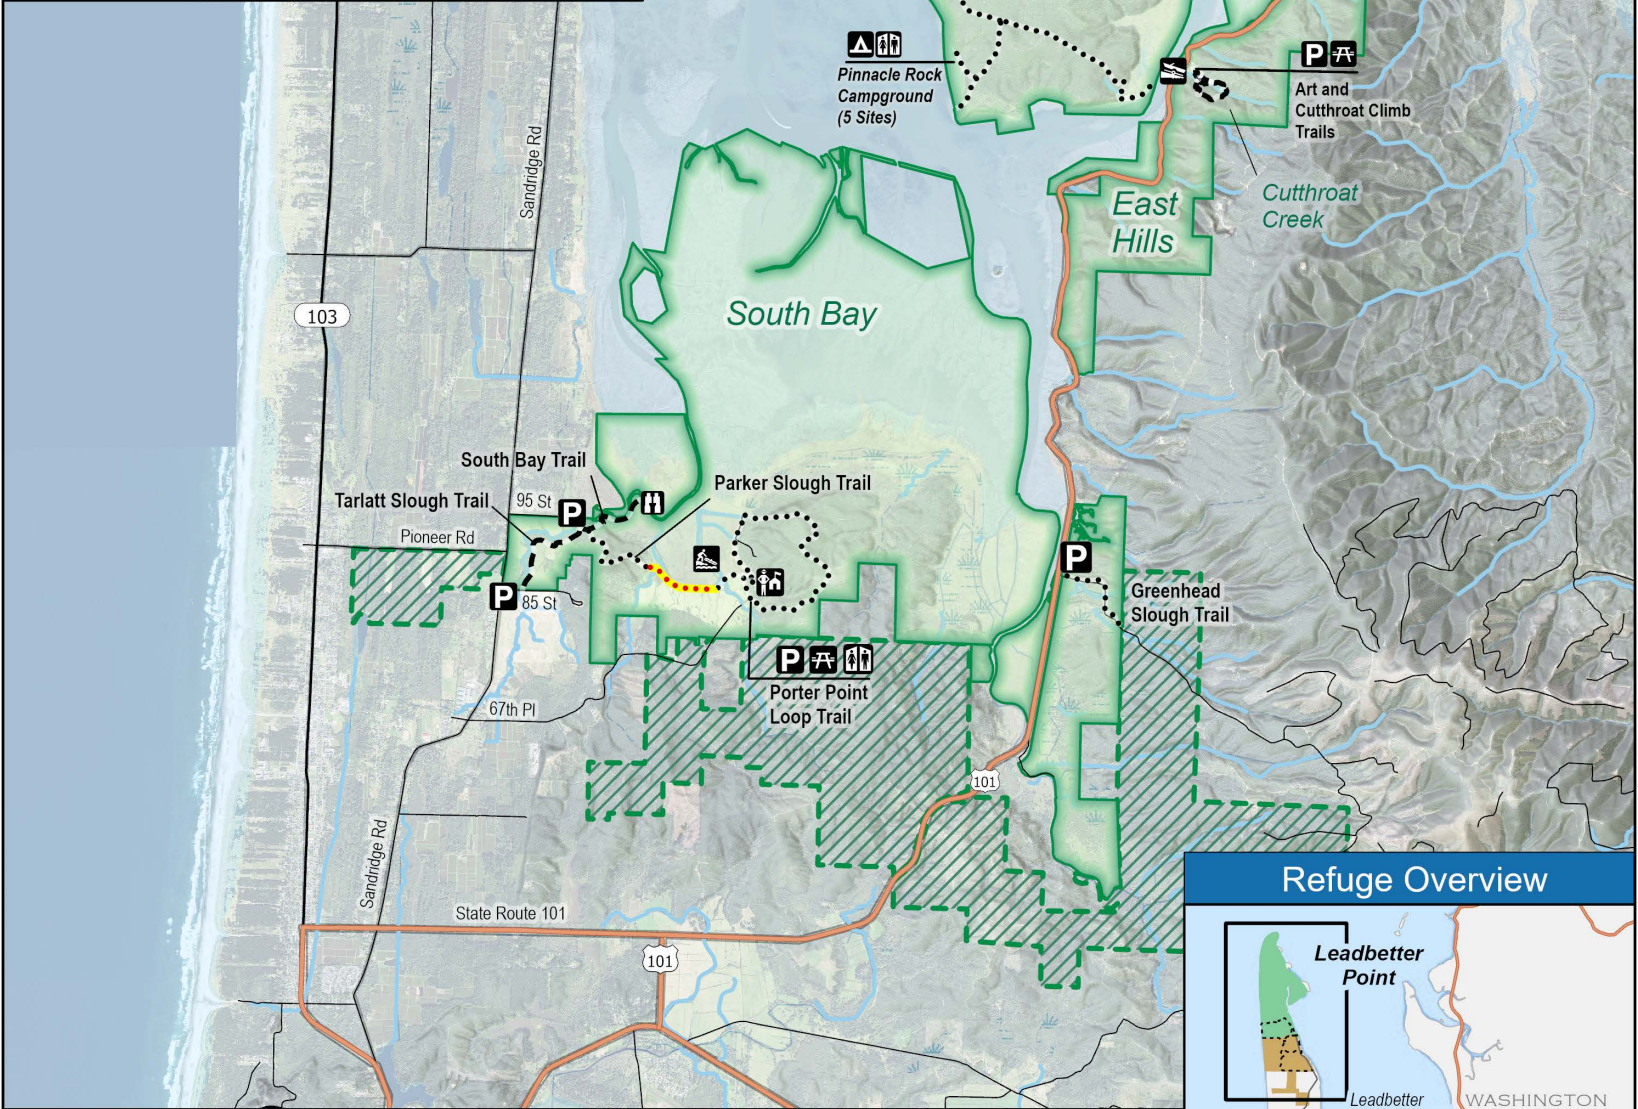 Pinnacle Rock
Campground
(5 Sites)
P
Art and
Cutthroat Climb
Trails
Sandridge Rd
East
Hills
Cutthroat
Creek
103
South Bay
South Bay Trail
Parker Slough Trail
Tarlatt Slough Trail
95 St
P
Pioneer Rd
P
P
85 St
Greenhead
Slough Trail
P
Porter Point
Loop Trail
67th Pl
101
Sandridge Rd
State Route 101
101
Refuge Overview
Leadbetter
Point
Leadbetter
WASHINGTON